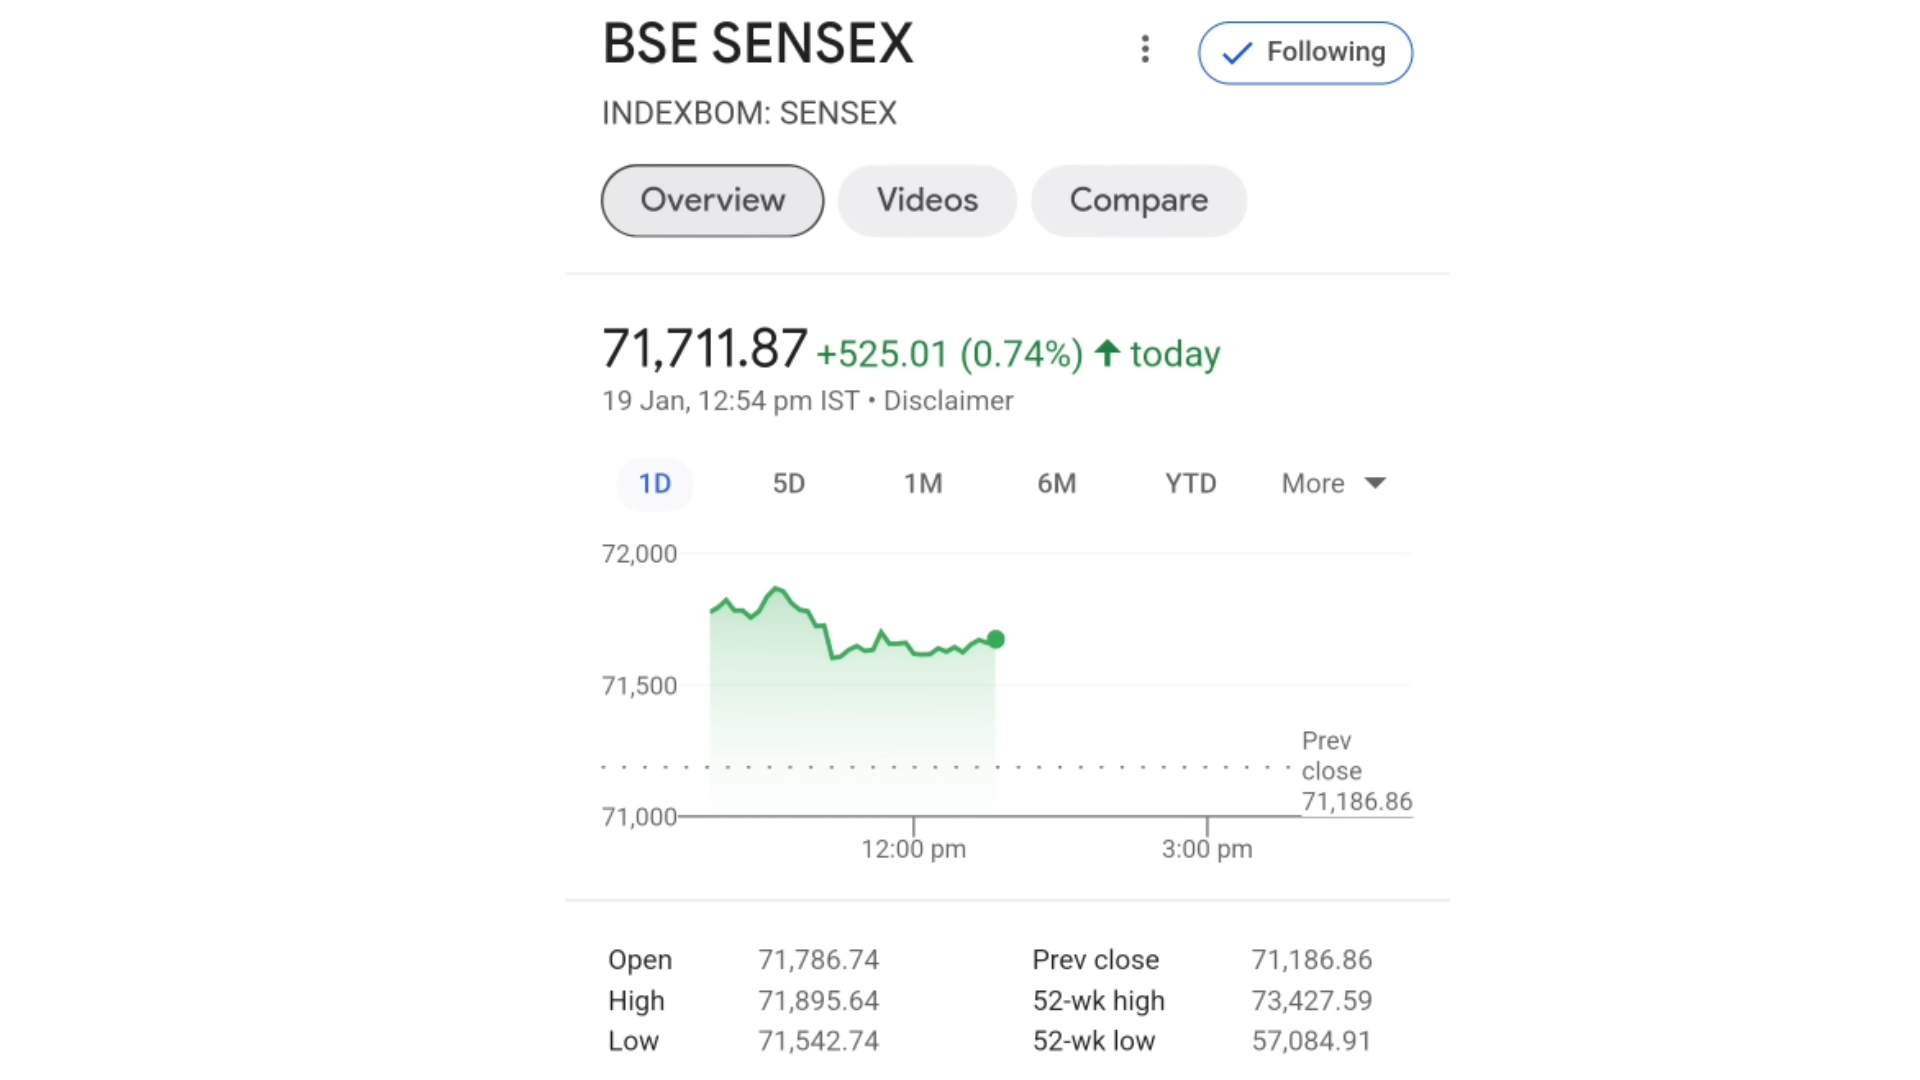 BSE SENSEX
Following
INDEXBOM: SENSEX
Overview Videos Compare
71,711.87 +525.01 (0.74%) ↑ today
19 Jan, 12:54 pm IST • Disclaimer
1D 5D 1M 6M YTD More
72,000
71,500
Prev
close
71,186.86
71,000
12:00 pm 3:00 pm
Open 71,786.74 Prev close 71,186.86
High 71,895.64 52-wk high 73,427.59
Low 71,542.74 52-wk low 57,084.91